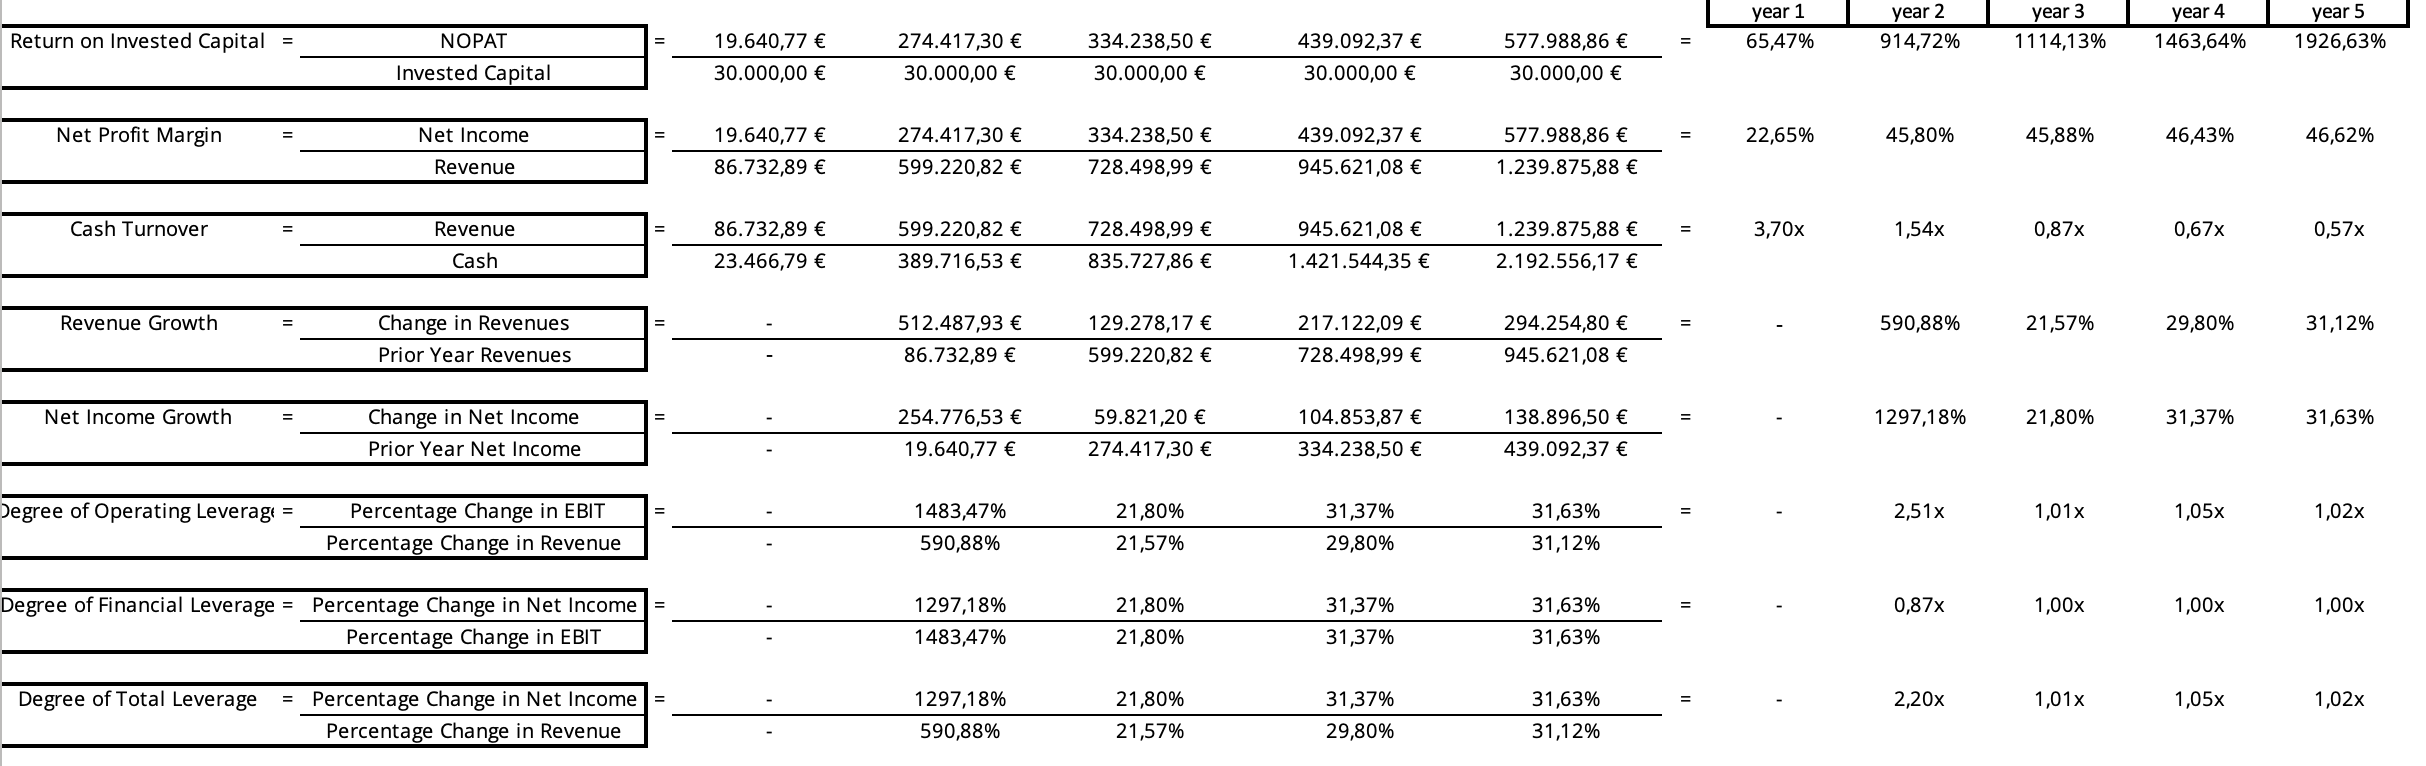 year 1 year 2 year 3 year 4 year 5
Return on Invested Capital = NOPAT = 19.640,77 € 274.417,30 € 334.238,50 € 439.092,37 € 577.988,86 € = 65,47% 914,72% 1114,13% 1463,64% 1926,63%
Invested Capital 30.000,00 € 30.000,00 € 30.000,00 € 30.000,00 € 30.000,00 €
Net Profit Margin = Net Income = 19.640,77 € 274.417,30 € 334.238,50 € 439.092,37 € 577.988,86 € = 22,65% 45,80% 45,88% 46,43% 46,62%
Revenue 86.732,89 € 599.220,82 € 728.498,99 € 945.621,08 € 1.239.875,88 €
Cash Turnover = Revenue = 86.732,89 € 599.220,82 € 728.498,99 € 945.621,08 € 1.239.875,88 € = 3,70x 1,54x 0,87x 0,67x 0,57x
Cash 23.466,79 € 389.716,53 € 835.727,86 € 1.421.544,35 € 2.192.556,17 €
Revenue Growth = Change in Revenues = - 512.487,93 € 129.278,17 € 217.122,09 € 294.254,80 € = - 590,88% 21,57% 29,80% 31,12%
Prior Year Revenues - 86.732,89 € 599.220,82 € 728.498,99 € 945.621,08 €
Net Income Growth = Change in Net Income = - 254.776,53 € 59.821,20 € 104.853,87 € 138.896,50 € = - 1297,18% 21,80% 31,37% 31,63%
Prior Year Net Income - 19.640,77 € 274.417,30 € 334.238,50 € 439.092,37 €
Degree of Operating Leverage = Percentage Change in EBIT = - 1483,47% 21,80% 31,37% 31,63% = - 2,51x 1,01x 1,05x 1,02x
Percentage Change in Revenue - 590,88% 21,57% 29,80% 31,12%
Degree of Financial Leverage = Percentage Change in Net Income = - 1297,18% 21,80% 31,37% 31,63% = - 0,87x 1,00x 1,00x 1,00x
Percentage Change in EBIT - 1483,47% 21,80% 31,37% 31,63%
Degree of Total Leverage = Percentage Change in Net Income = - 1297,18% 21,80% 31,37% 31,63% = - 2,20x 1,01x 1,05x 1,02x
Percentage Change in Revenue - 590,88% 21,57% 29,80% 31,12%